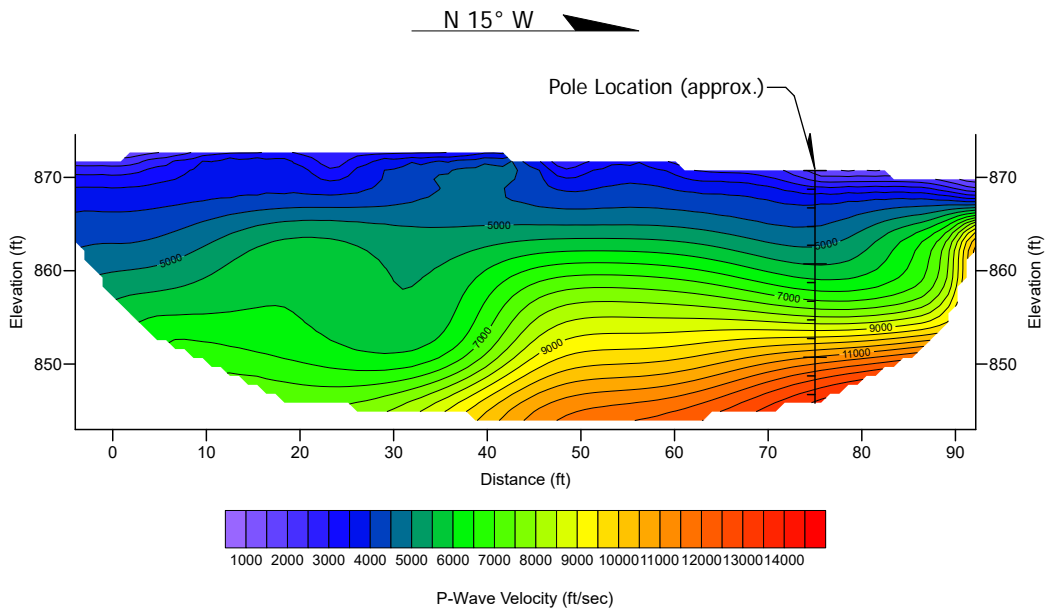 N 15° W
Pole Location (approx.)
870
860
850
Elevation (ft)
870
860
850
Elevation (ft)
5000
5000
5000
7000
7000
9000
9000
11000
0 10 20 30 40 50 60 70 80 90
Distance (ft)
1000 2000 3000 4000 5000 6000 7000 8000 9000 10000 11000 12000 13000 14000
P-Wave Velocity (ft/sec)